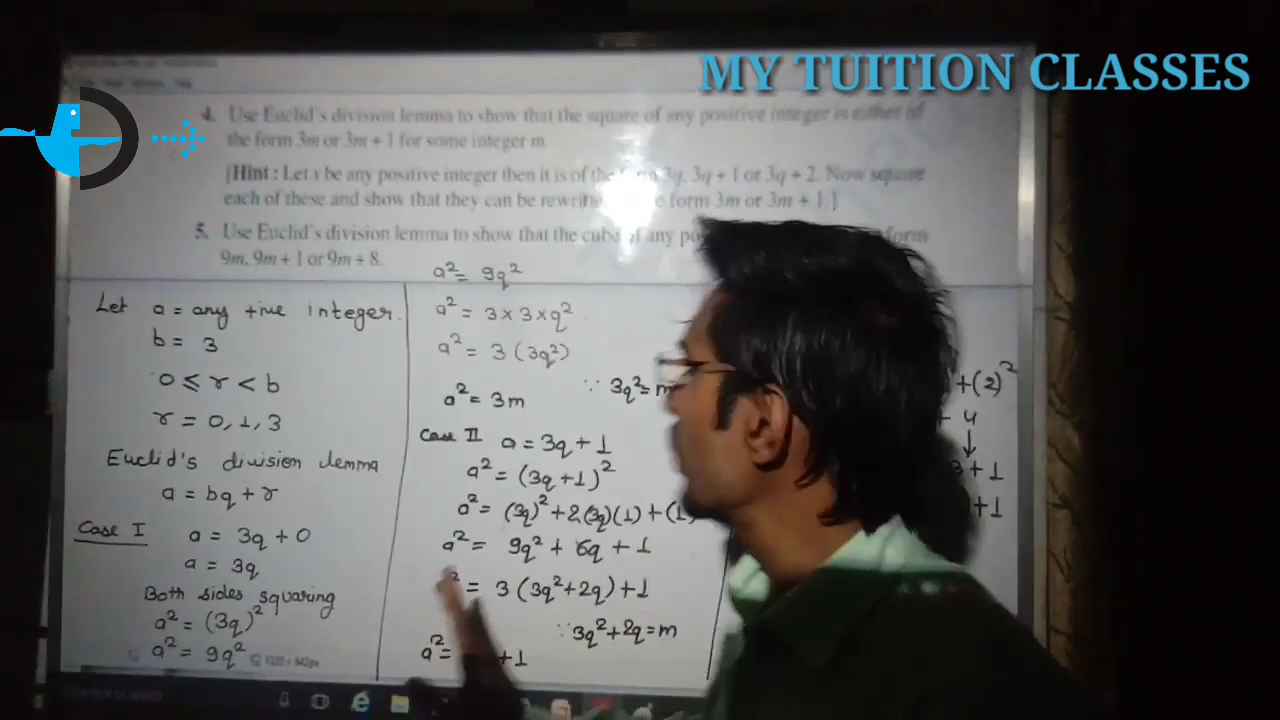 MY TUITION CLASSES
4. Use Euclid's division lemma to show that the square of any positive integer is either of
the form 3m or 3m + 1 for some integer m.
[Hint : Let x be any positive integer then it is of the 3q, 3q + 1 or 3q + 2. Now square
each of these and show that they can be form 3m or 3m + 1.]
5. Use Euclid's division lemma to show that the cube of any form
9m, 9m + 1 or 9m + 8.
Let a = any +ive integer.
b = 3
0 ≤ r < b
r = 0, 1, 3
Euclid's division lemma
a = bq + r
Case I a = 3q + 0
a = 3q
Both sides squaring
a² = (3q)²
a² = 9q²
a² = 9q²
a² = 3 × 3 × q²
a² = 3 (3q²)
∵ 3q² = m
a² = 3m
Case II a = 3q + 1
a² = (3q + 1)²
a² = (3q)² + 2(3q)(1) + (1)
a² = 9q² + 6q + 1
² = 3 (3q² + 2q) + 1
∵ 3q² + 2q = m
a² = + 1
+ (2)²
+ 4
3 + 1
+ 1